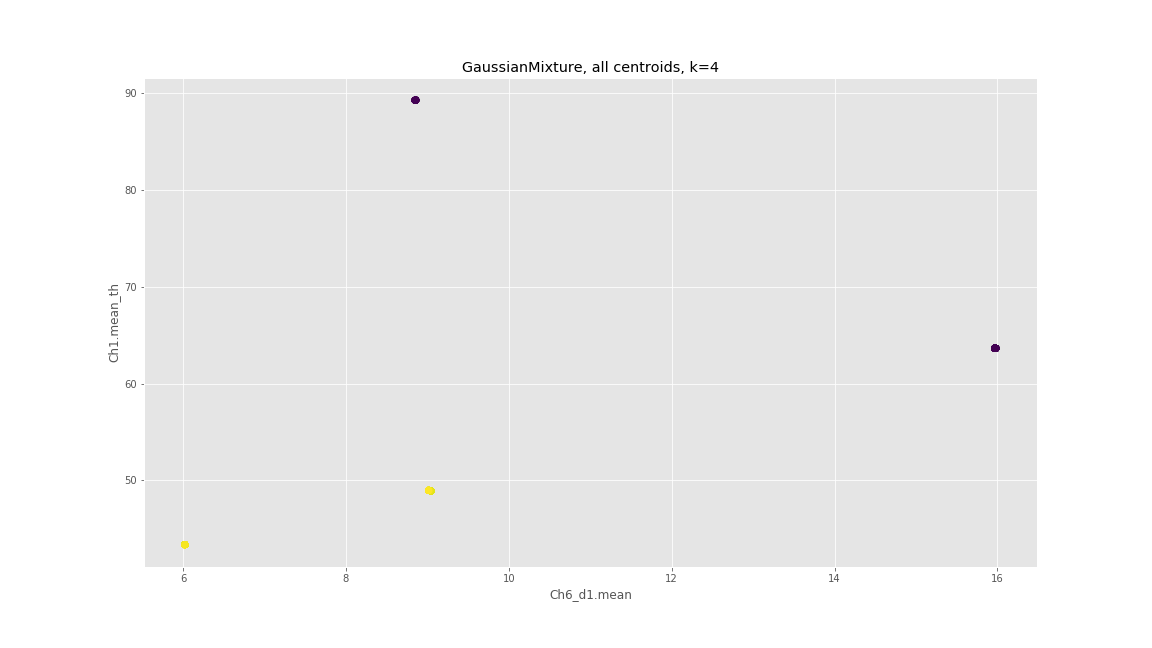 GaussianMixture, all centroids, k=4
90
80
70
60
50
Ch1.mean_th
6 8 10 12 14 16
Ch6_d1.mean